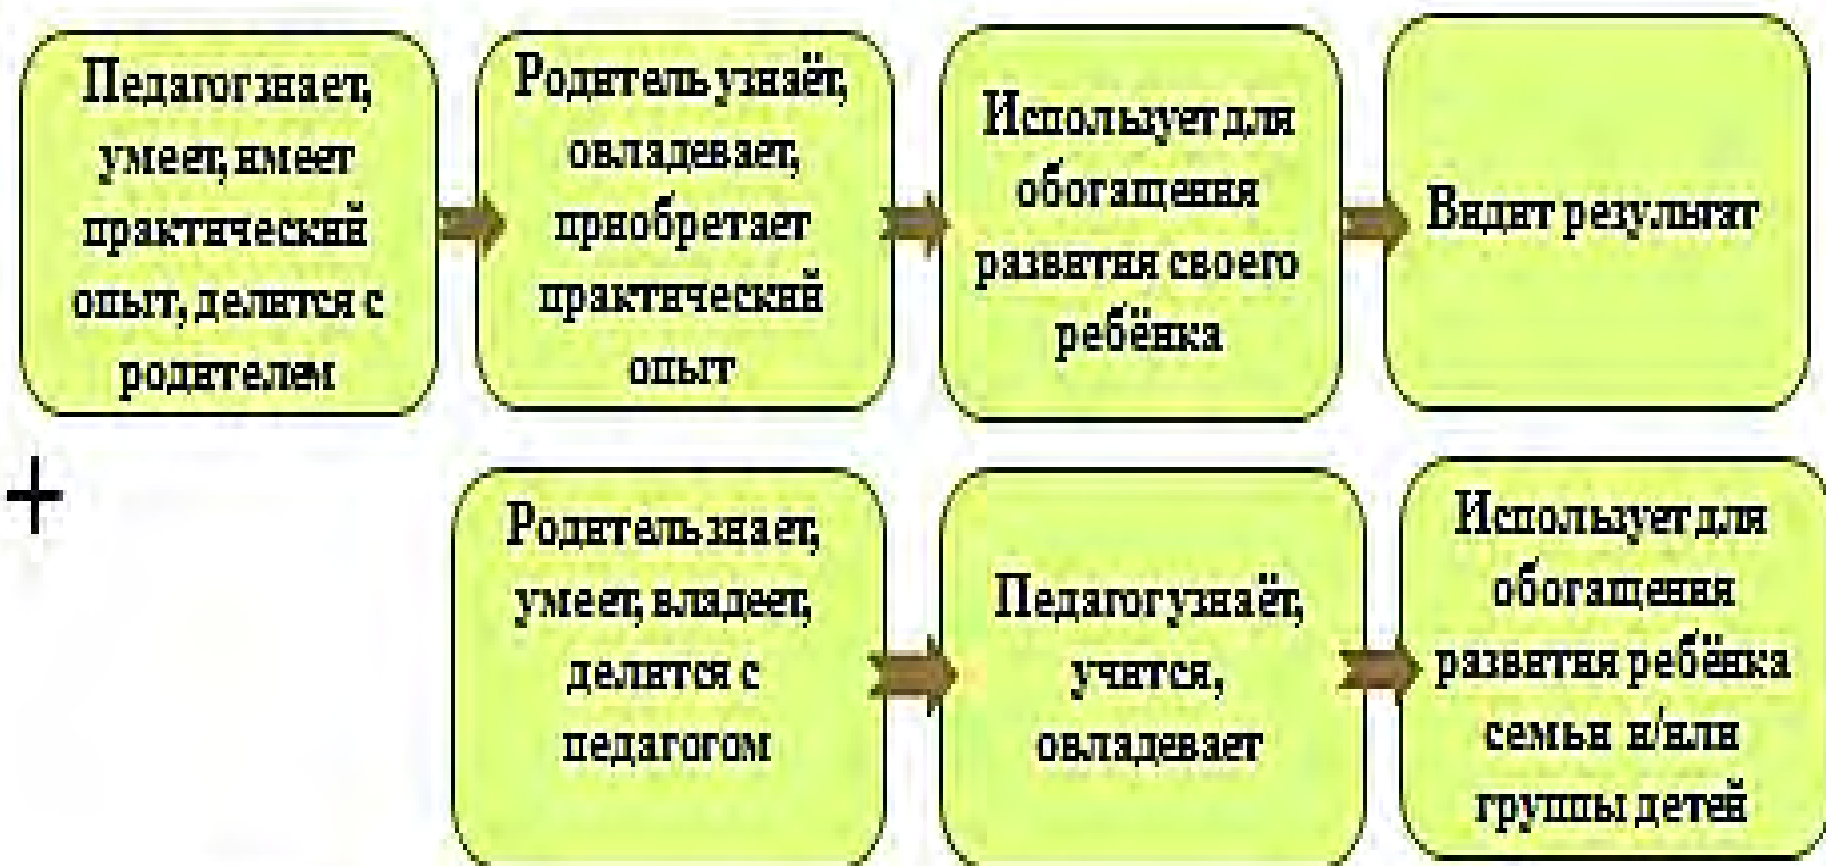 Педагог знает,
умеет, имеет
практический
опыт, делится с
родителем
Родитель узнаёт,
овладевает,
приобретает
практический
опыт
Использует для
обогащения
развития своего
ребёнка
Видит результат
+
Родитель знает,
умеет, владеет,
делится с
педагогом
Педагог узнаёт,
учится,
овладевает
Использует для
обогащения
развития ребёнка
семьи и/или
группы детей